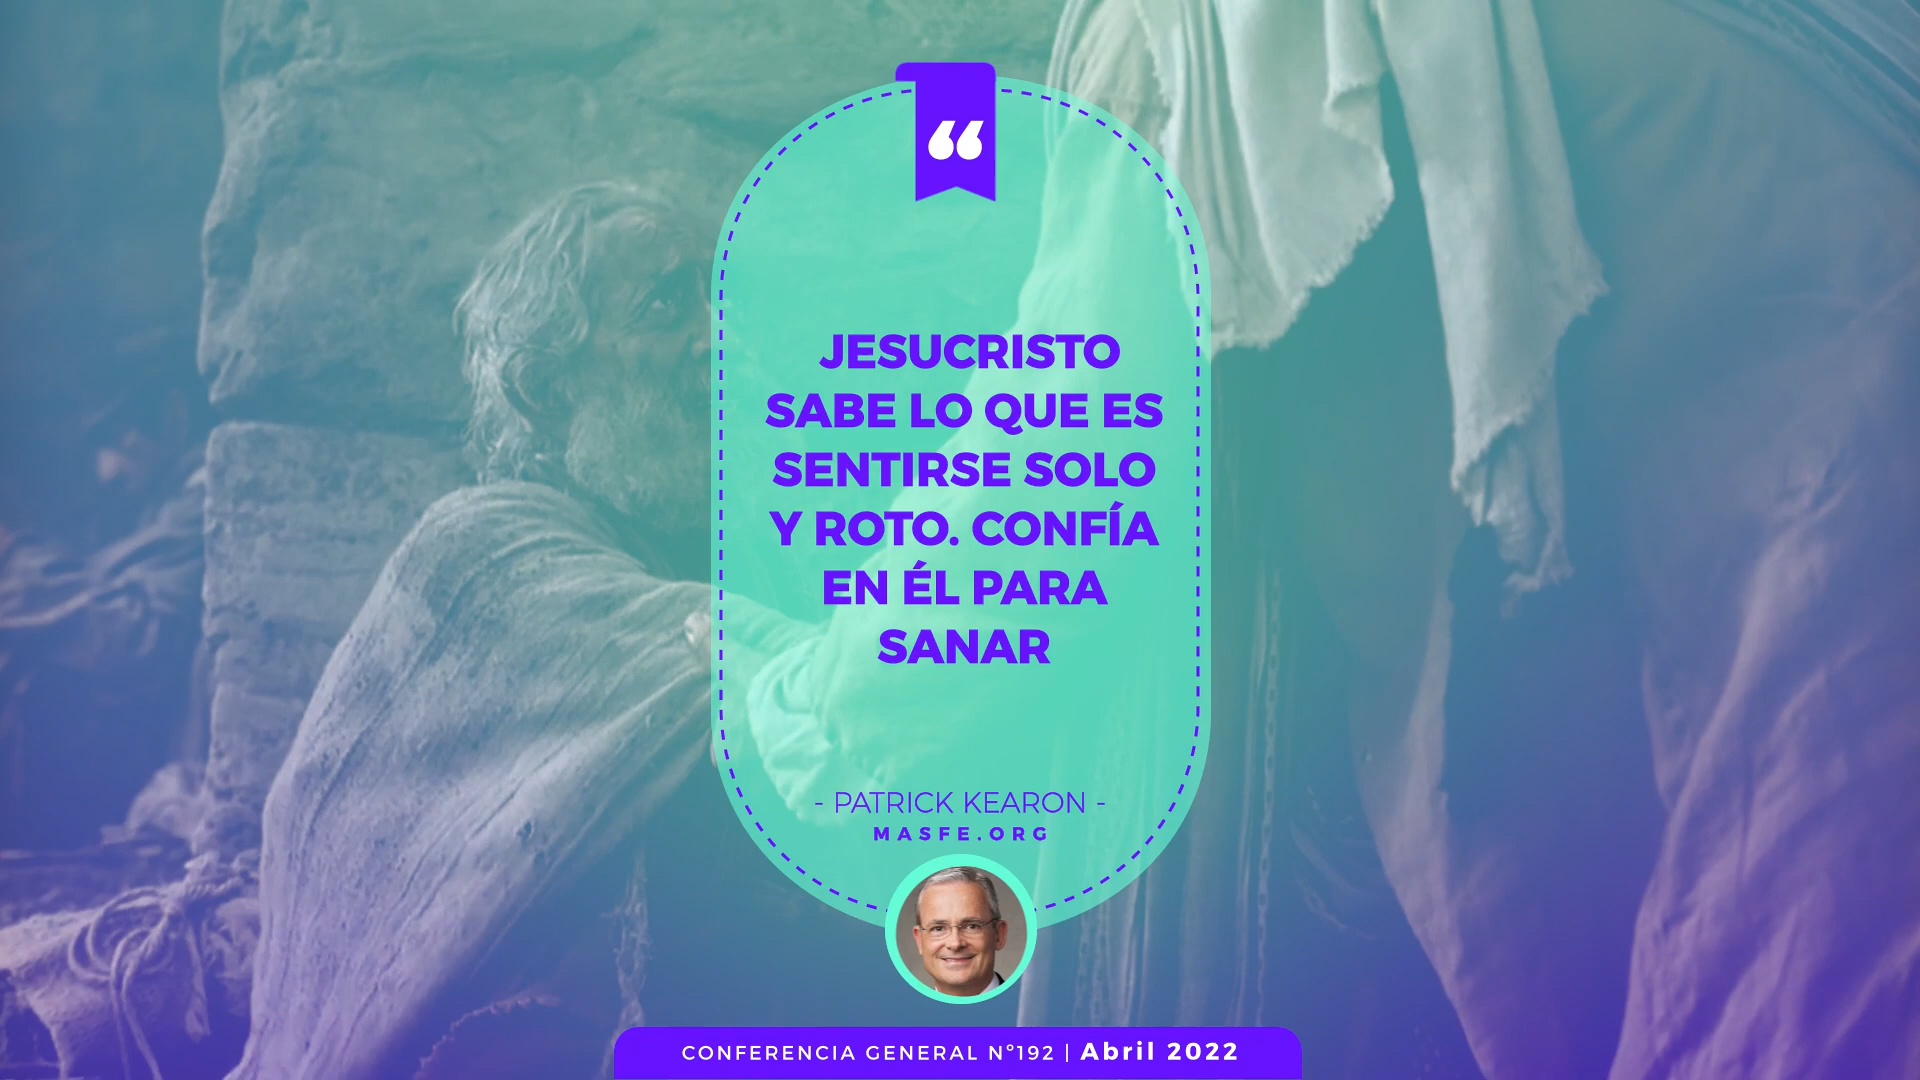 “
JESUCRISTO
SABE LO QUE ES
SENTIRSE SOLO
Y ROTO. CONFÍA
EN ÉL PARA
SANAR
- PATRICK KEARON -
MASFE.ORG
CONFERENCIA GENERAL Nº192 | Abril 2022